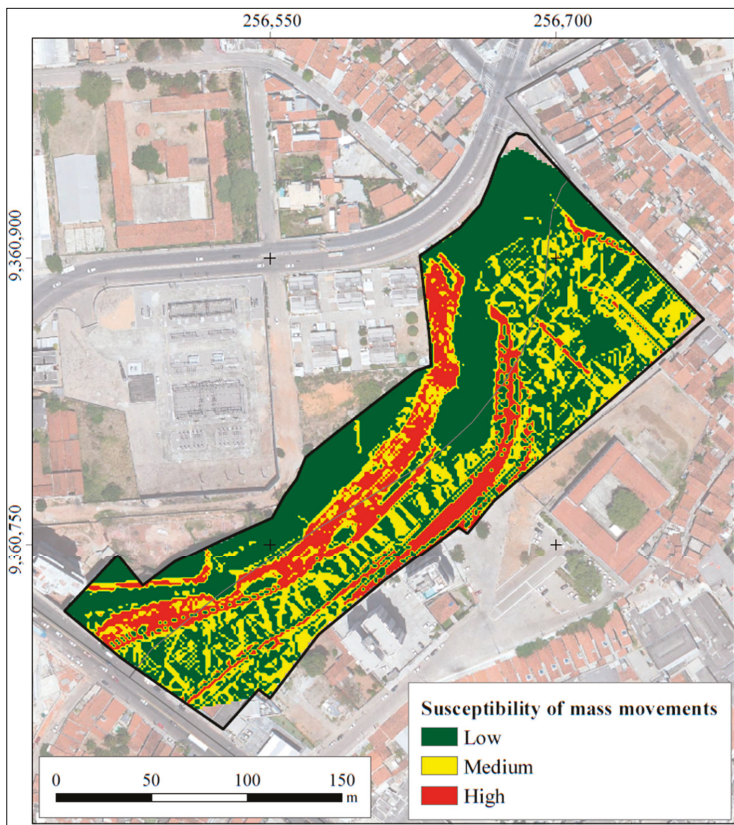 256,550 256,700
9,360,900
9,360,750
Susceptibility of mass movements
Low
Medium
High
0 50 100 150
m